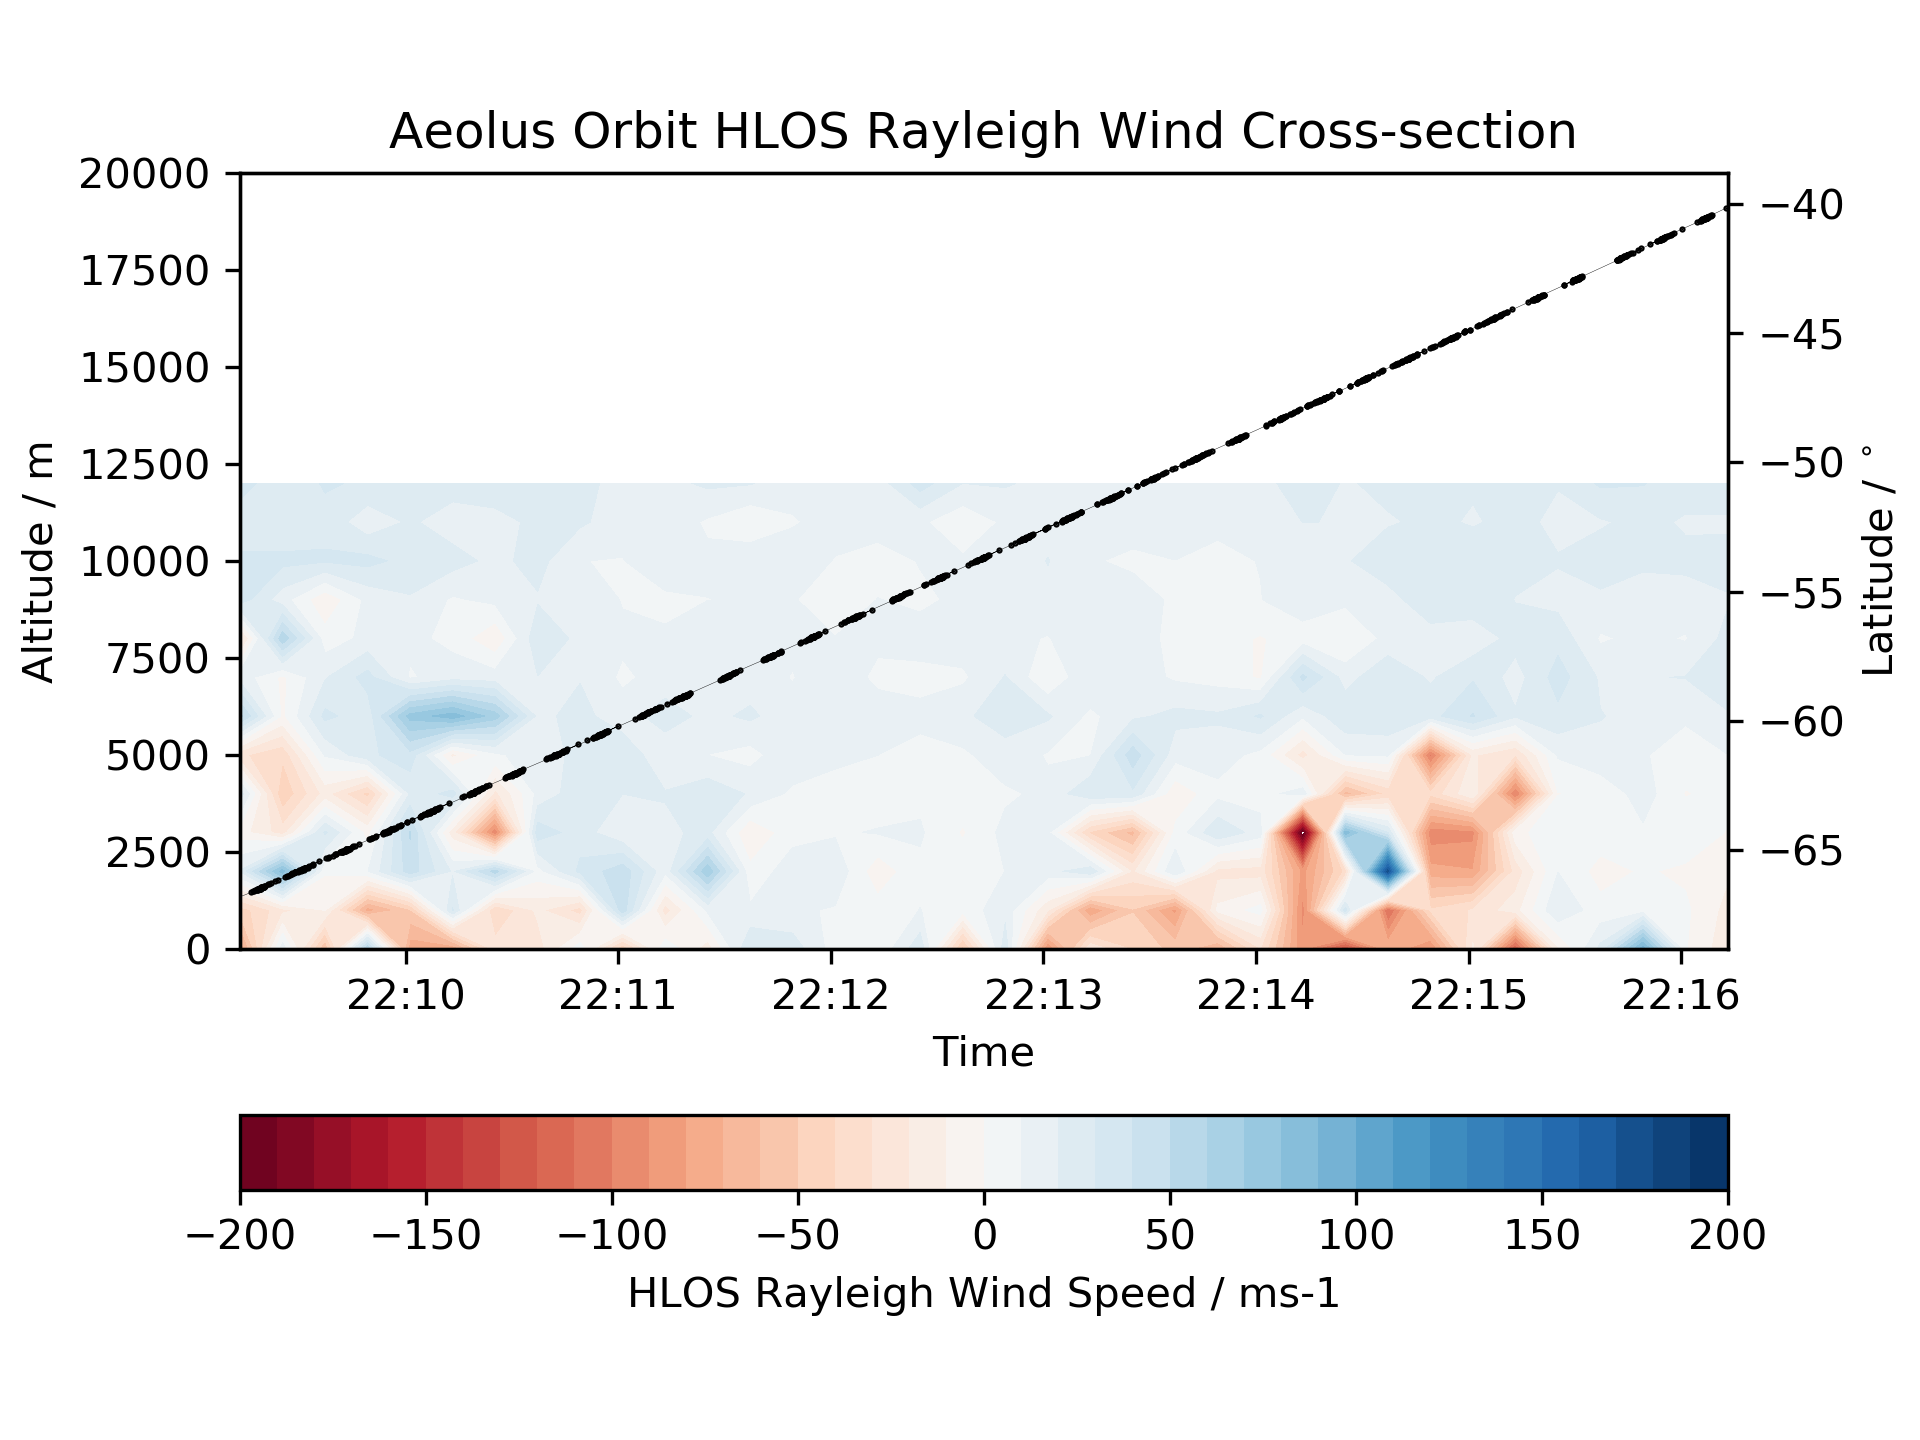 Aeolus Orbit HLOS Rayleigh Wind Cross-section
20000
17500
15000
12500
10000
7500
5000
2500
0
Altitude / m
−40
−45
−50
−55
−60
−65
Latitude / °
22:10 22:11 22:12 22:13 22:14 22:15 22:16
Time
−200 −150 −100 −50 0 50 100 150 200
HLOS Rayleigh Wind Speed / ms-1